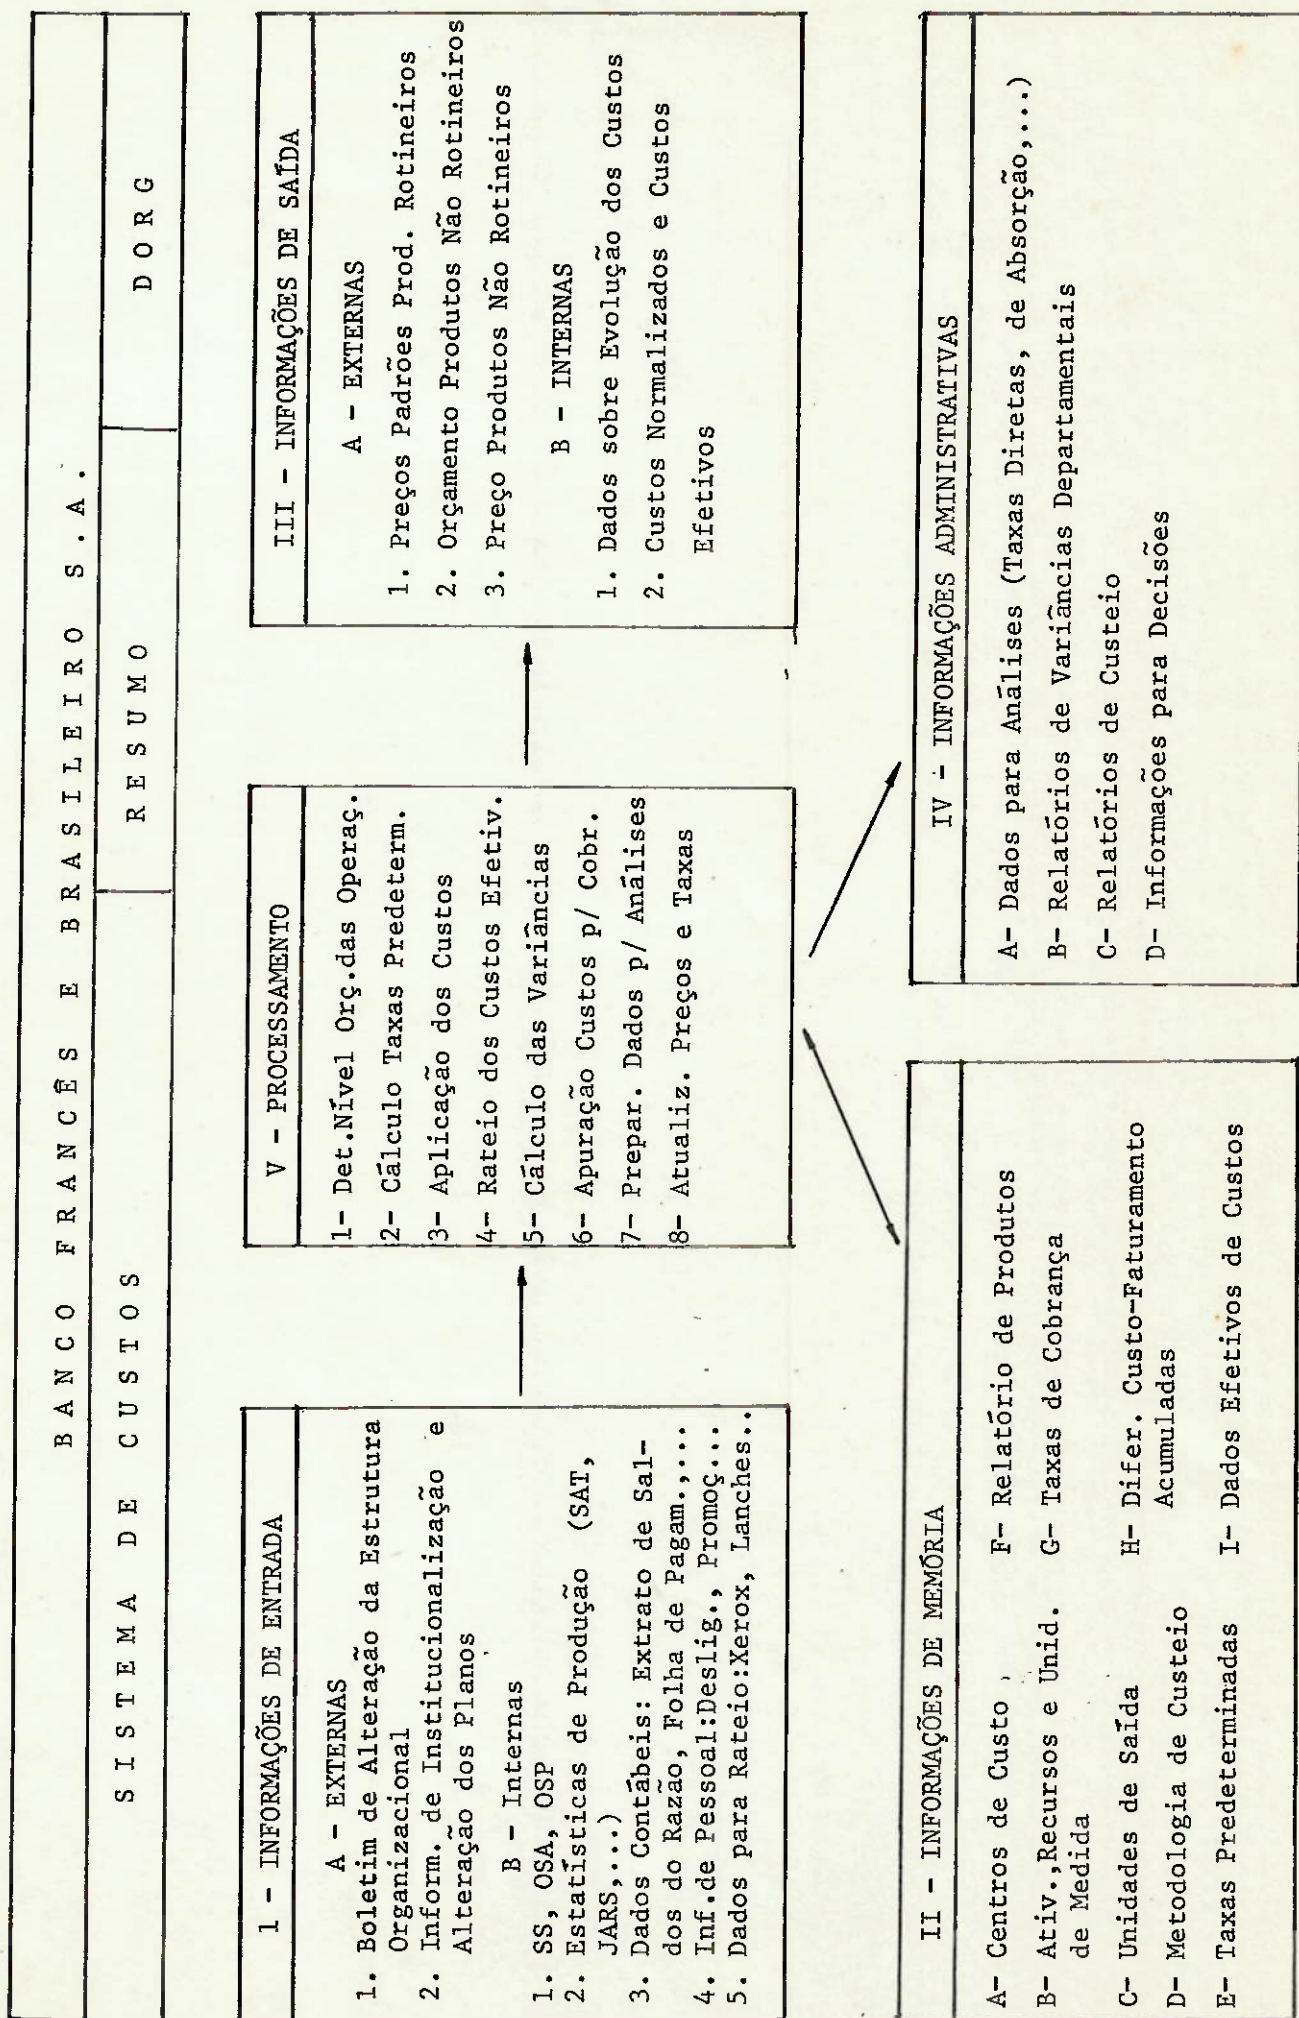 BANCO FRANCÊS E BRASILEIRO S.A.
SISTEMA DE CUSTOS
RESUMO
DORG
1 - INFORMAÇÕES DE ENTRADA
A - EXTERNAS
1. Boletim de Alteração da Estrutura
Organizacional
2. Inform. de Institucionalização e
Alteração dos Planos
B - Internas
1. SS, OSA, OSP
2. Estatísticas de Produção (SAT,
JARS,...)
3. Dados Contábeis: Extrato de Sal-
dos do Razão, Folha de Pagam.,...
4. Inf.de Pessoal:Deslig., Promoç...
5. Dados para Rateio:Xerox, Lanches..
V - PROCESSAMENTO
1- Det.Nível Orç.das Operaç.
2- Cálculo Taxas Predeterm.
3- Aplicação dos Custos
4- Rateio dos Custos Efetiv.
5- Cálculo das Variâncias
6- Apuração Custos p/ Cobr.
7- Prepar. Dados p/ Análises
8- Atualiz. Preços e Taxas
III - INFORMAÇÕES DE SAÍDA
A - EXTERNAS
1. Preços Padrões Prod. Rotineiros
2. Orçamento Produtos Não Rotineiros
3. Preço Produtos Não Rotineiros
B - INTERNAS
1. Dados sobre Evolução dos Custos
2. Custos Normalizados e Custos
Efetivos
II - INFORMAÇÕES DE MEMÓRIA
A- Centros de Custo
B- Ativ.,Recursos e Unid.
de Medida
C- Unidades de Saída
D- Metodologia de Custeio
E- Taxas Predeterminadas
F- Relatório de Produtos
G- Taxas de Cobrança
H- Difer. Custo-Faturamento
Acumuladas
I- Dados Efetivos de Custos
IV - INFORMAÇÕES ADMINISTRATIVAS
A- Dados para Análises (Taxas Diretas, de Absorção,...)
B- Relatórios de Variâncias Departamentais
C- Relatórios de Custeio
D- Informações para Decisões